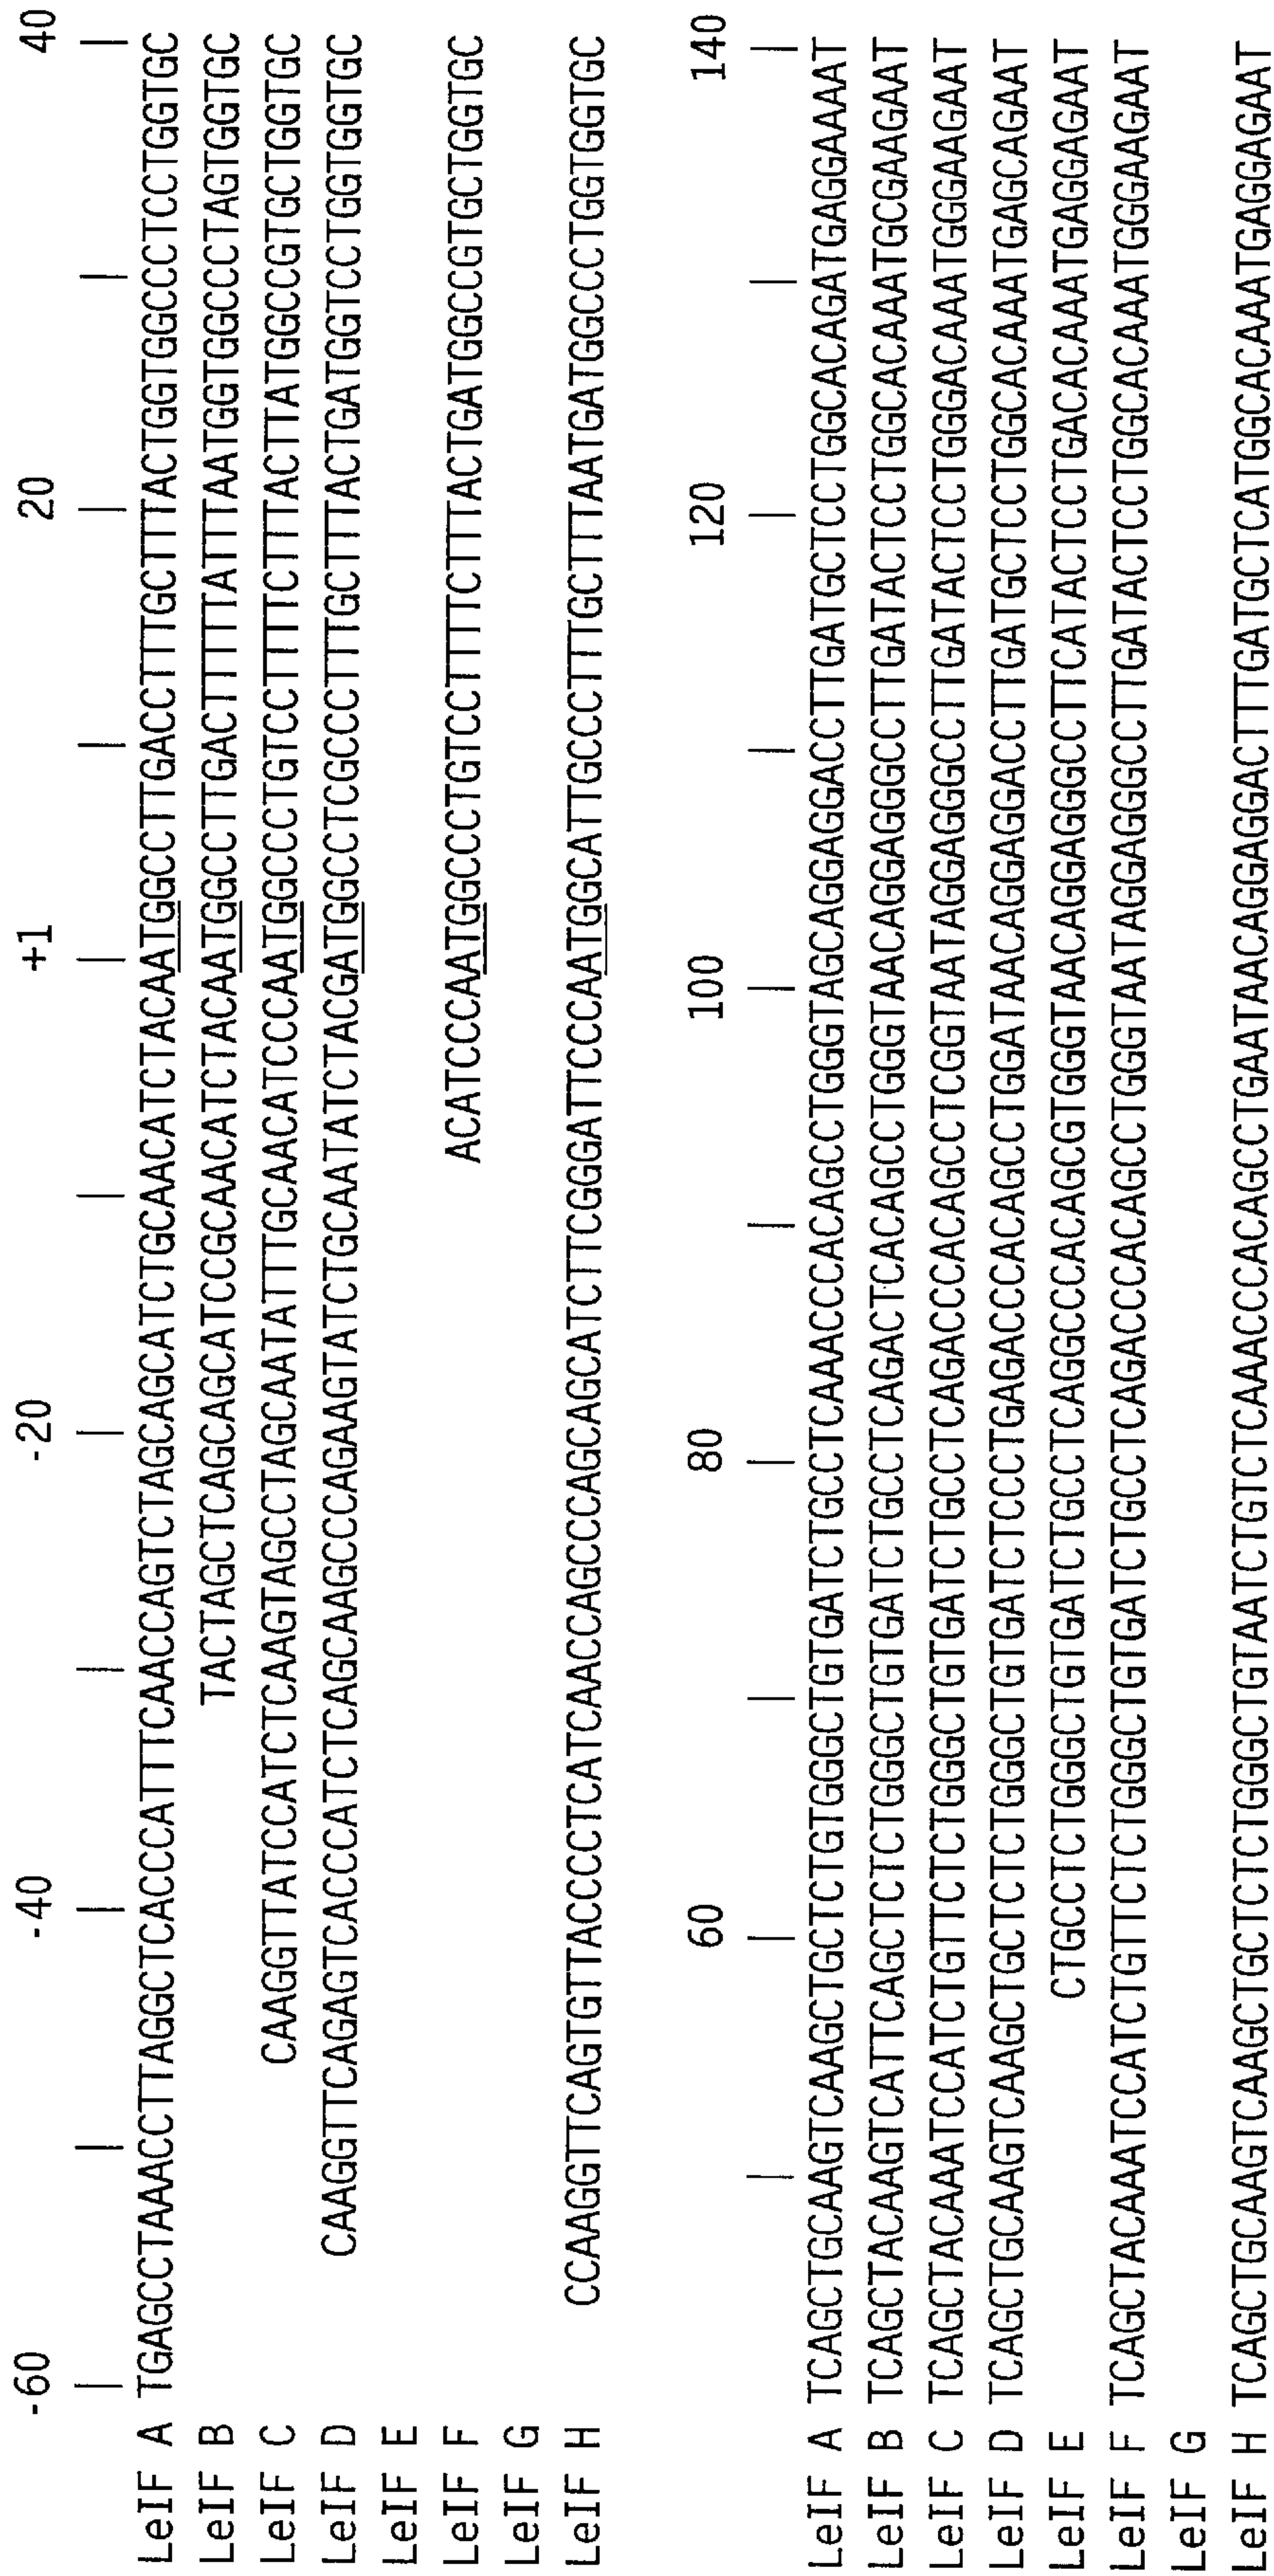 -60 -40 -20 +1 20 40
LeIF A TGAGCCTAAACCTTAGGCTCACCCATTTCAACCAGTCTAGCAGCATCTGCAACATCTACAATGGCCTTGACCTTTGCTTTACTGGTGGCCCTCCTGGTGC
LeIF B TACTAGCTCAGCAGCATCCGCAACATCTACAATGGCCTTGACTTTTTATTTAATGGTGGCCCTAGTGGTGC
LeIF C CAAGGTTATCCATCTCAAGTAGCCTAGCAATATTTGCAACATCCCAATGGCCCTGTCCTTTTCTTTACTTATGGCCGTGCTGGTGC
LeIF D CAAGGTTCAGAGTCACCCATCTCAGCAAGCCCAGAAGTATCTGCAATATCTACGATGGCCTCGCCCTTTGCTTTACTGATGGTCCTGGTGGTGC
LeIF E
LeIF F ACATCCCAATGGCCCTGTCCTTTTCTTTACTGATGGCCGTGCTGGTGC
LeIF G
LeIF H CCAAGGTTCAGTGTTACCCCTCATCAACCAGCCCAGCAGCATCTTCGGGATTCCCAATGGCATTGCCCTTTGCTTTAATGATGGCCCTGGTGGTGC
60 80 100 120 140
LeIF A TCAGCTGCAAGTCAAGCTGCTCTGTGGGCTGTGATCTGCCTCAAACCCACAGCCTGGGTAGCAGGAGGACCTTGATGCTCCTGGCACAGATGAGGAAAAT
LeIF B TCAGCTACAAGTCATTCAGCTCTCTGGGCTGTGATCTGCCTCAGACTCACAGCCTGGGTAACAGGAGGGCCTTGATACTCCTGGCACAAATGCGAAGAAT
LeIF C TCAGCTACAAATCCATCTGTTCTCTGGGCTGTGATCTGCCTCAGACCCACAGCCTCGGTAATAGGAGGGCCTTGATACTCCTGGGACAAATGGGAAGAAT
LeIF D TCAGCTGCAAGTCAAGCTGCTCTCTGGGCTGTGATCTCCCTGAGACCCACAGCCTGGATAACAGGAGGACCTTGATGCTCCTGGCACAAATGAGCAGAAT
LeIF E CTGCCTCTGGGCTGTGATCTGCCTCAGGCCCACAGCGTGGGTAACAGGAGGGCCTTCATACTCCTGACACAAATGAGGAGAAT
LeIF F TCAGCTACAAATCCATCTGTTCTCTGGGCTGTGATCTGCCTCAGACCCACAGCCTGGGTAATAGGAGGGCCTTGATACTCCTGGCACAAATGGGAAGAAT
LeIF G
LeIF H TCAGCTGCAAGTCAAGCTGCTCTCTGGGCTGTAATCTGTCTCAAACCCACAGCCTGAATAACAGGAGGACTTTGATGCTCATGGCACAAATGAGGAGAAT